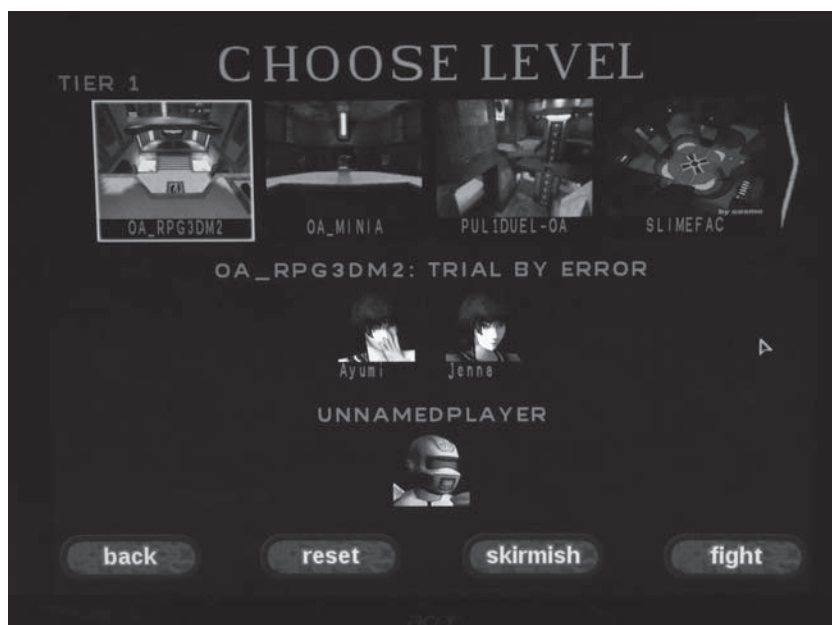 CHOOSE LEVEL
TIER 1
OA_RPG3DM2 OA_MINIA PUL1DUEL-OA SLIMEFAC
OA_RPG3DM2: TRIAL BY ERROR
Ayumi Jenna
UNNAMEDPLAYER
back reset skirmish fight